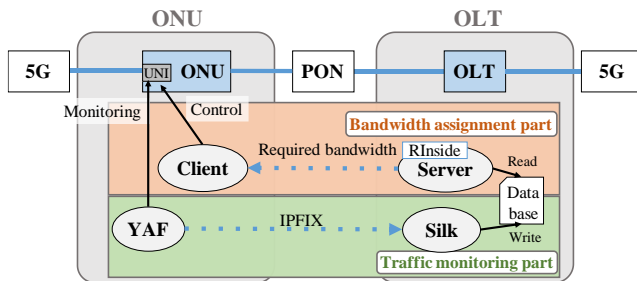 ONU
OLT
5G
UNI
ONU
PON
OLT
5G
Monitoring
Control
Bandwidth assignment part
Required bandwidth
RInside
Client
Server
Read
Data
base
YAF
IPFIX
Silk
Write
Traffic monitoring part